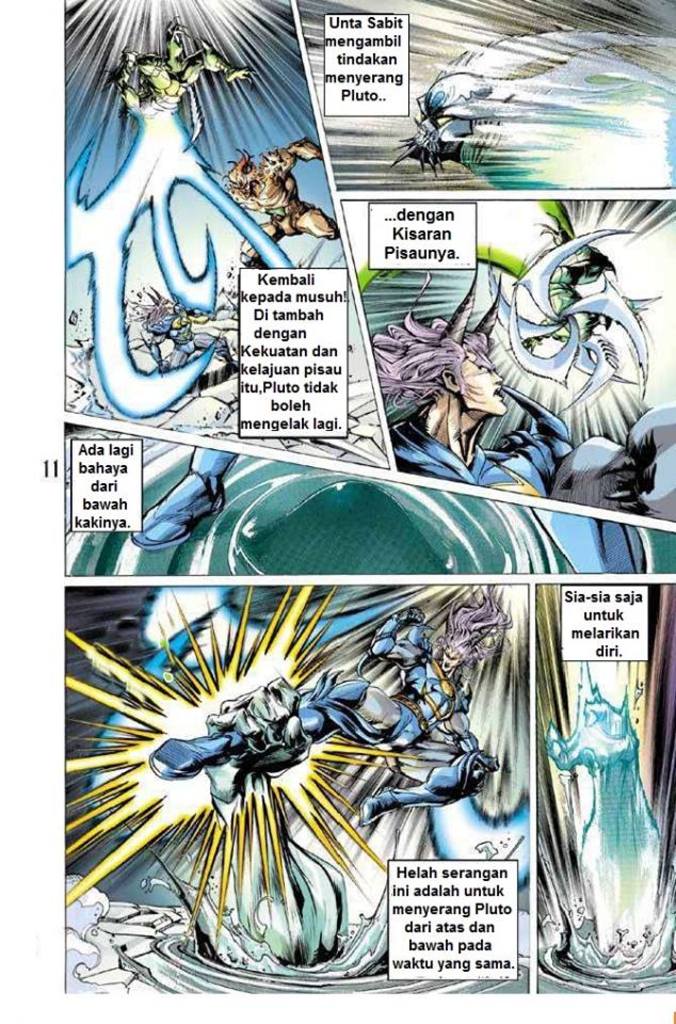 Unta Sabit
mengambil
tindakan
menyerang
Pluto..
...dengan
Kisaran
Pisaunya.
Kembali
kepada musuh!
Di tambah
dengan
Kekuatan dan
kelajuan pisau
itu,Pluto tidak
boleh
mengelak lagi.
11
Ada lagi
bahaya
dari
bawah
kakinya.
Sia-sia saja
untuk
melarikan
diri.
Helah serangan
ini adalah untuk
menyerang Pluto
dari atas dan
bawah pada
waktu yang sama.